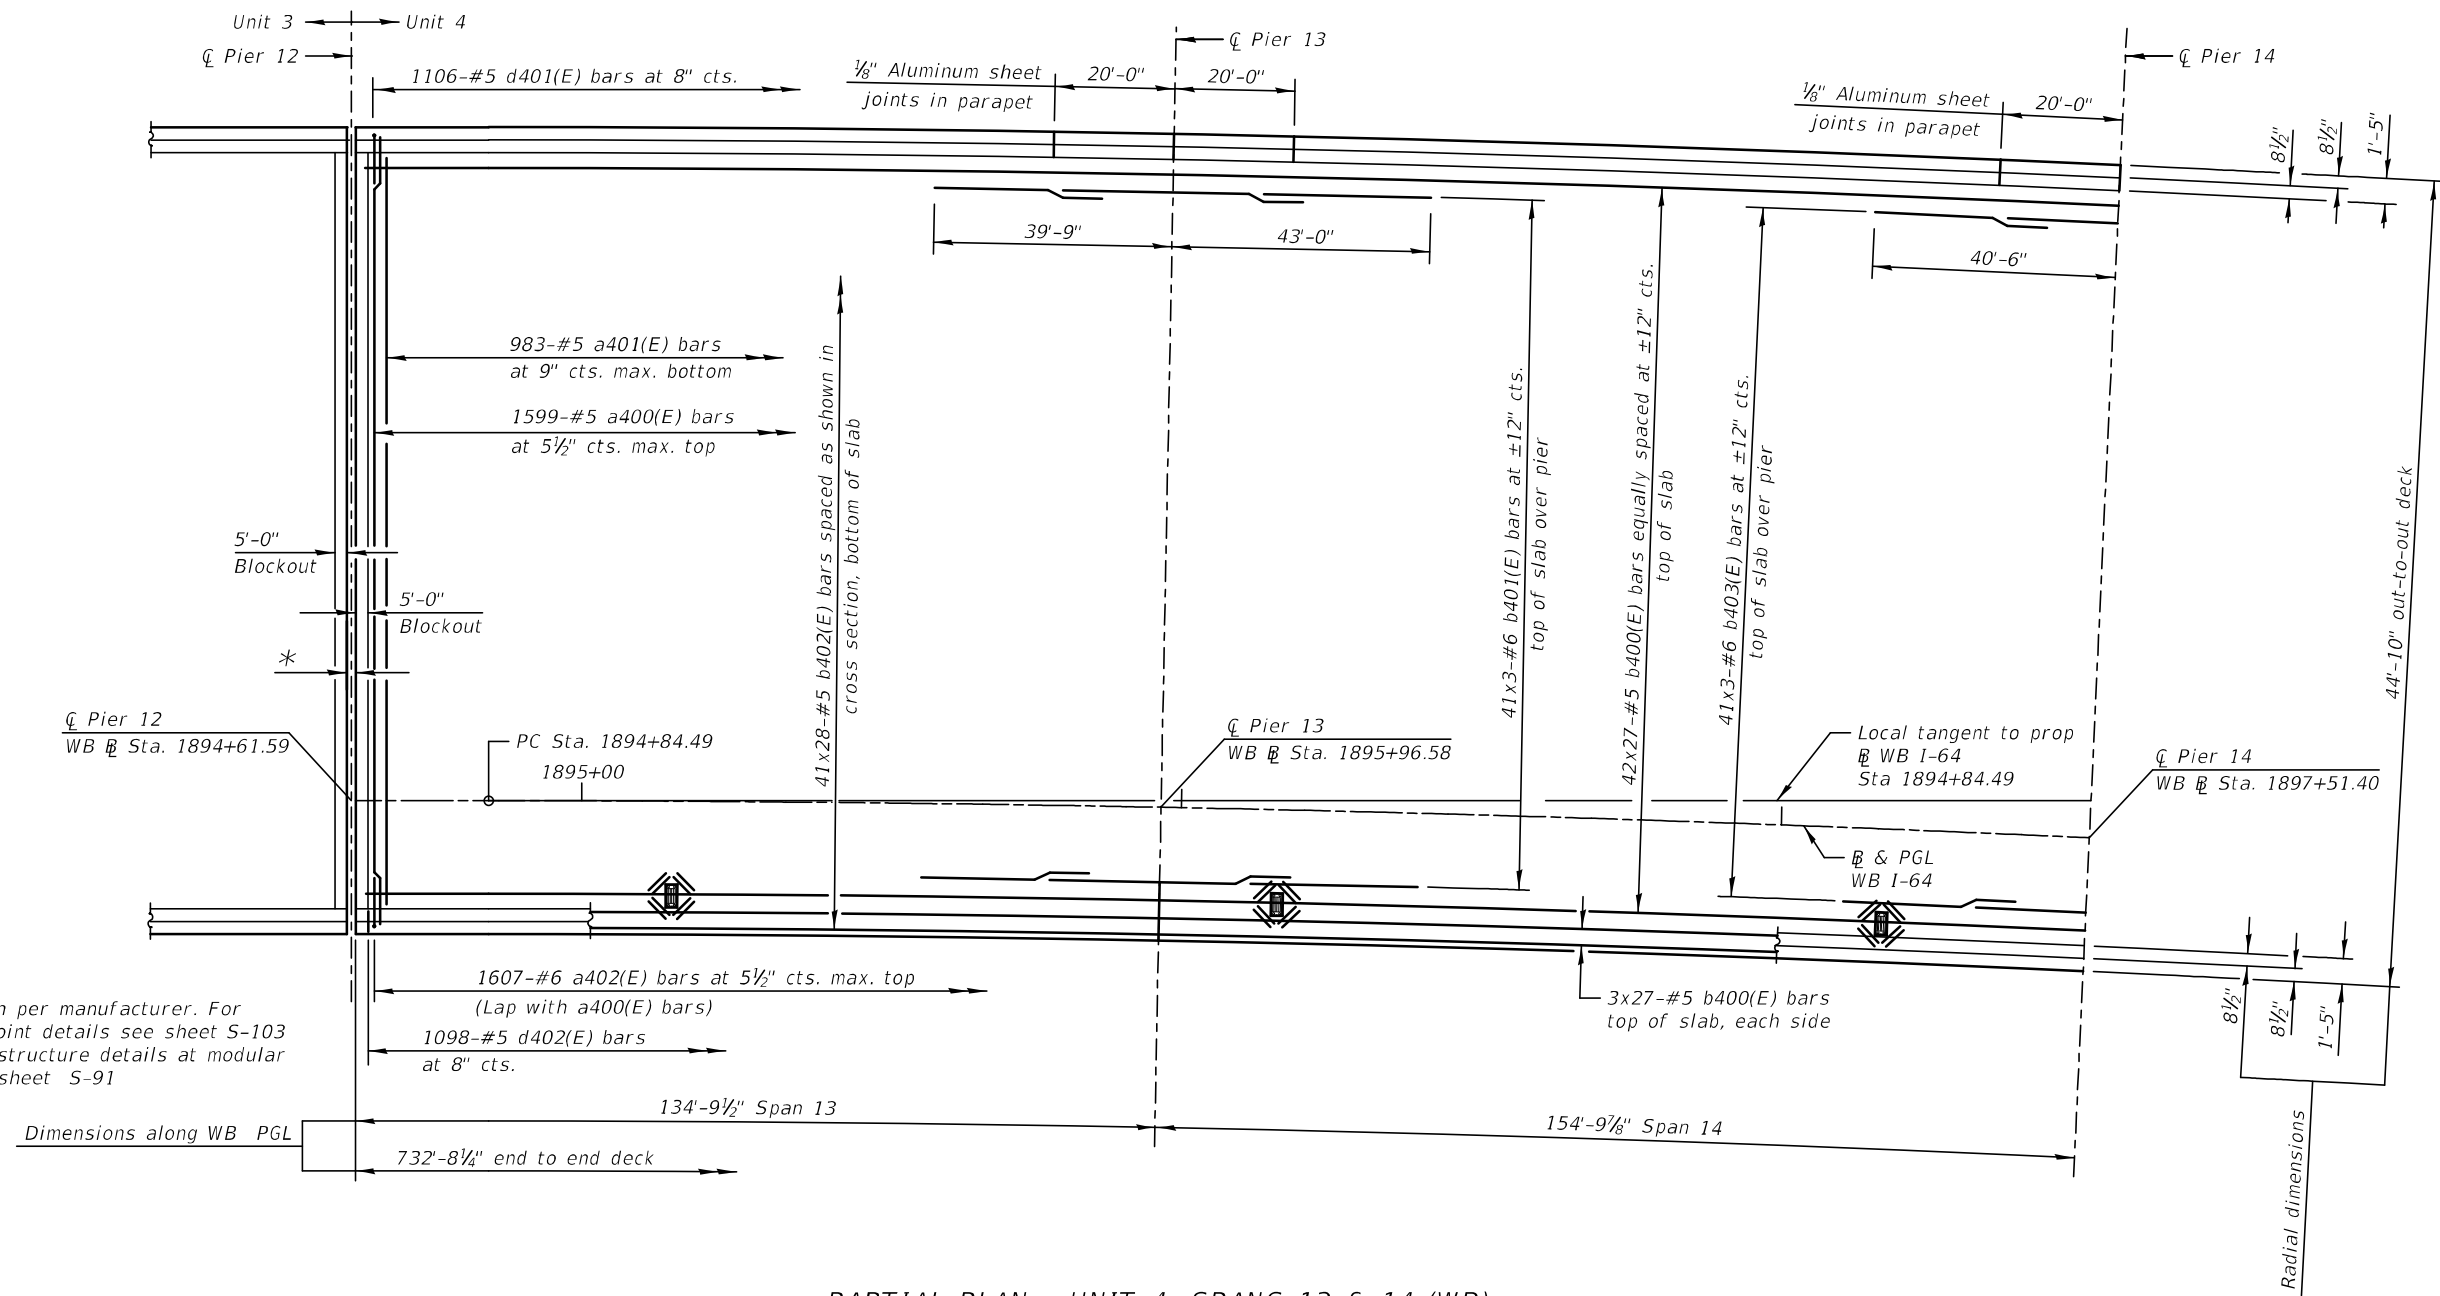 Unit 3
Unit 4
℄ Pier 12
℄ Pier 13
℄ Pier 14
1106-#5 d401(E) bars at 8" cts.
⅛" Aluminum sheet
joints in parapet
20'-0"
20'-0"
⅛" Aluminum sheet
joints in parapet
20'-0"
8½"
8½"
1'-5"
39'-9"
43'-0"
40'-6"
983-#5 a401(E) bars
at 9" cts. max. bottom
1599-#5 a400(E) bars
at 5½" cts. max. top
41x28-#5 b402(E) bars spaced as shown in
cross section, bottom of slab
41x3-#6 b401(E) bars at ±12" cts.
top of slab over pier
42x27-#5 b400(E) bars equally spaced at ±12" cts.
top of slab
41x3-#6 b403(E) bars at ±12" cts.
top of slab over pier
44'-10" out-to-out deck
5'-0"
Blockout
5'-0"
Blockout
*
℄ Pier 12
WB ⅊ Sta. 1894+61.59
PC Sta. 1894+84.49
1895+00
℄ Pier 13
WB ⅊ Sta. 1895+96.58
Local tangent to prop
⅊ WB I-64
Sta 1894+84.49
℄ Pier 14
WB ⅊ Sta. 1897+51.40
⅊ & PGL
WB I-64
1607-#6 a402(E) bars at 5½" cts. max. top
(Lap with a400(E) bars)
1098-#5 d402(E) bars
at 8" cts.
3x27-#5 b400(E) bars
top of slab, each side
8½"
8½"
1'-5"
per manufacturer. For
details see sheet S-103
structure details at modular
sheet S-91
134'-9½" Span 13
154'-9⅞" Span 14
Dimensions along WB PGL
732'-8¼" end to end deck
Radial dimensions